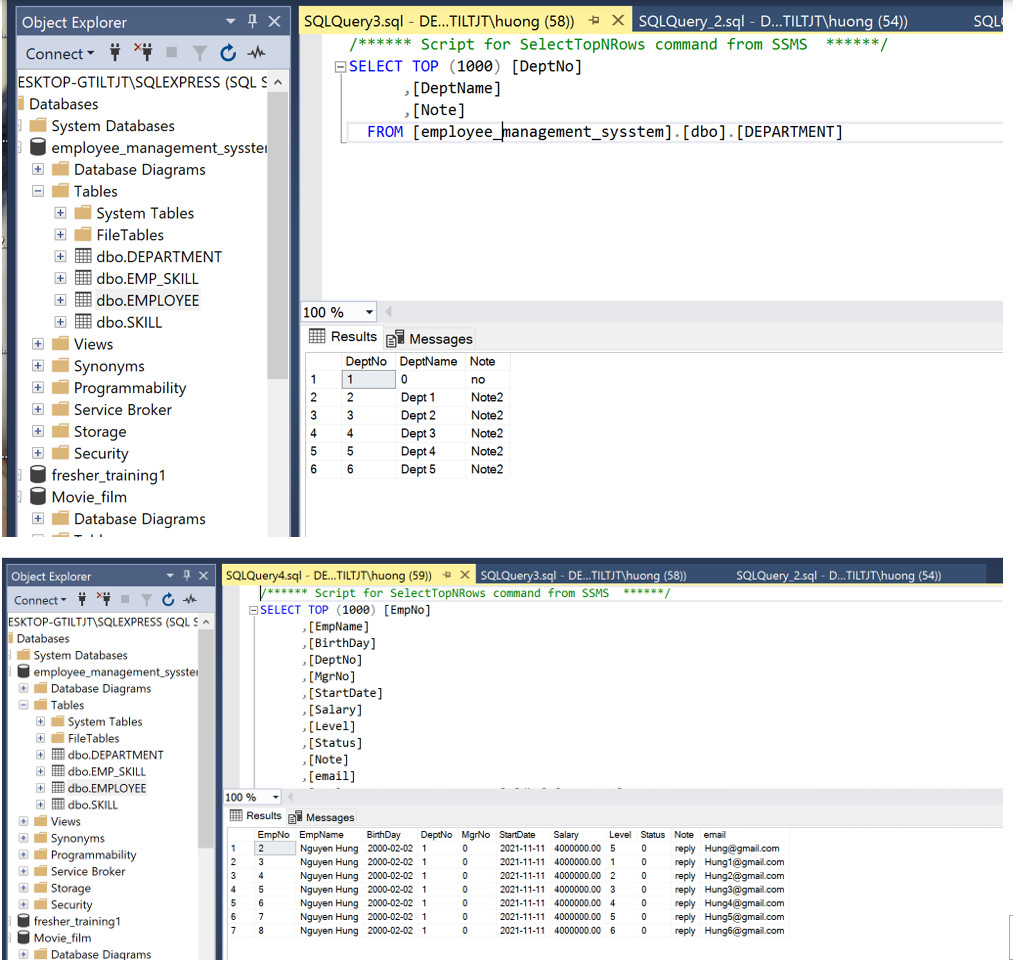 Object Explorer
Connect
ESKTOP-GTILTJT\SQLEXPRESS (SQL S
Databases
System Databases
employee_management_sysster
Database Diagrams
Tables
System Tables
FileTables
dbo.DEPARTMENT
dbo.EMP_SKILL
dbo.EMPLOYEE
dbo.SKILL
Views
Synonyms
Programmability
Service Broker
Storage
Security
fresher_training1
Movie_film
Database Diagrams
SQLQuery3.sql - DE...TILTJT\huong (58)) SQLQuery_2.sql - D...TILTJT\huong (54)) SQLQ
/****** Script for SelectTopNRows command from SSMS ******/
SELECT TOP (1000) [DeptNo]
,[DeptName]
,[Note]
FROM [employee_management_sysstem].[dbo].[DEPARTMENT]
100 %
Results Messages
DeptNo DeptName Note
1 1 0 no
2 2 Dept 1 Note2
3 3 Dept 2 Note2
4 4 Dept 3 Note2
5 5 Dept 4 Note2
6 6 Dept 5 Note2
Object Explorer
Connect
ESKTOP-GTILTJT\SQLEXPRESS (SQL S
Databases
System Databases
employee_management_sysster
Database Diagrams
Tables
System Tables
FileTables
dbo.DEPARTMENT
dbo.EMP_SKILL
dbo.EMPLOYEE
dbo.SKILL
Views
Synonyms
Programmability
Service Broker
Storage
Security
fresher_training1
Movie_film
Database Diagrams
SQLQuery4.sql - DE...TILTJT\huong (59)) SQLQuery3.sql - DE...TILTJT\huong (58)) SQLQuery_2.sql - D...TILTJT\huong (54))
/****** Script for SelectTopNRows command from SSMS ******/
SELECT TOP (1000) [EmpNo]
,[EmpName]
,[BirthDay]
,[DeptNo]
,[MgrNo]
,[StartDate]
,[Salary]
,[Level]
,[Status]
,[Note]
,[email]
100 %
Results Messages
EmpNo EmpName BirthDay DeptNo MgrNo StartDate Salary Level Status Note email
1 2 Nguyen Hung 2000-02-02 1 0 2021-11-11 4000000.00 5 0 reply Hung@gmail.com
2 3 Nguyen Hung 2000-02-02 1 0 2021-11-11 4000000.00 1 0 reply Hung1@gmail.com
3 4 Nguyen Hung 2000-02-02 1 0 2021-11-11 4000000.00 2 0 reply Hung2@gmail.com
4 5 Nguyen Hung 2000-02-02 1 0 2021-11-11 4000000.00 3 0 reply Hung3@gmail.com
5 6 Nguyen Hung 2000-02-02 1 0 2021-11-11 4000000.00 4 0 reply Hung4@gmail.com
6 7 Nguyen Hung 2000-02-02 1 0 2021-11-11 4000000.00 5 0 reply Hung5@gmail.com
7 8 Nguyen Hung 2000-02-02 1 0 2021-11-11 4000000.00 6 0 reply Hung6@gmail.com